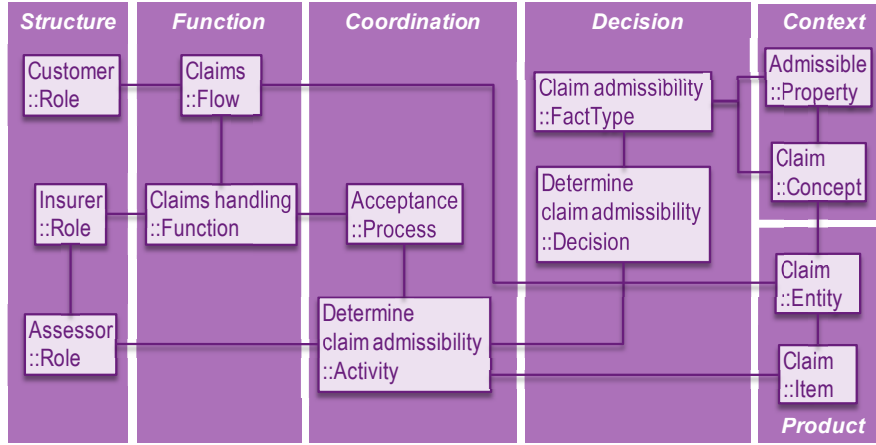 Structure
Function
Coordination
Decision
Context
Customer
::Role
Claims
::Flow
Claim admissibility
::FactType
Admissible
::Property
Insurer
::Role
Claims handling
::Function
Acceptance
::Process
Determine
claim admissibility
::Decision
Claim
::Concept
Assessor
::Role
Determine
claim admissibility
::Activity
Claim
::Entity
Claim
::Item
Product